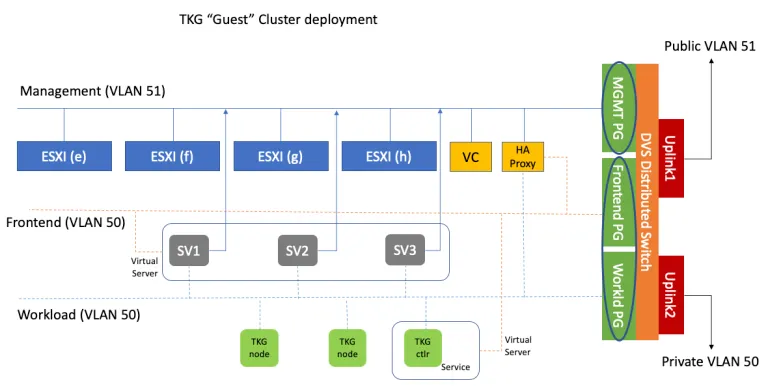 TKG “Guest” Cluster deployment
Public VLAN 51
Management (VLAN 51)
MGMT PG
ESXI (e)
ESXI (f)
ESXI (g)
ESXI (h)
VC
HA
Proxy
DVS Distributed Switch
Uplink1
Frontend PG
Frontend (VLAN 50)
SV1
SV2
SV3
Virtual
Server
Workld PG
Uplink2
Workload (VLAN 50)
TKG
node
TKG
node
TKG
ctlr
Service
Virtual
Server
Private VLAN 50